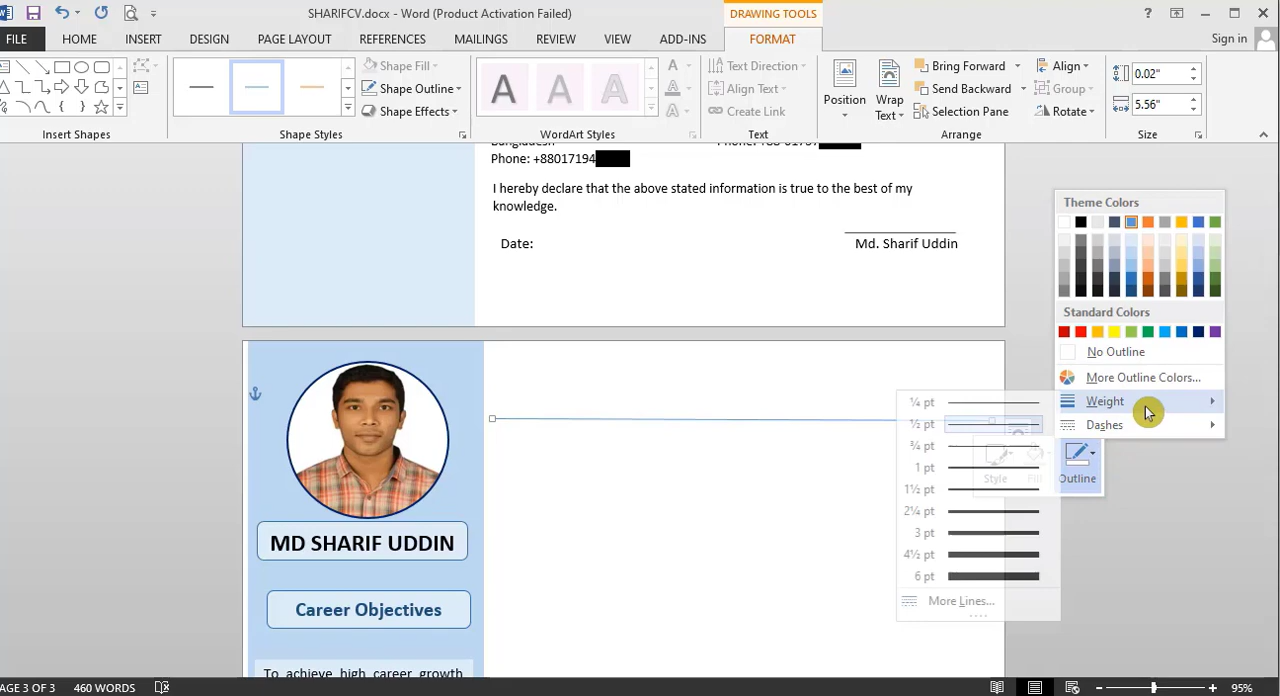 SHARIFCV.docx - Word (Product Activation Failed)
DRAWING TOOLS
?
FILE HOME INSERT DESIGN PAGE LAYOUT REFERENCES MAILINGS REVIEW VIEW ADD-INS FORMAT Sign in
Shape Fill
Shape Outline
Shape Effects
A A A
Text Direction
Align Text
Create Link
Position
Wrap Text
Bring Forward
Send Backward
Selection Pane
Align
Group
Rotate
0.02"
5.56"
Insert Shapes Shape Styles WordArt Styles Text Arrange Size
Bangladesh Phone: +88-01757
Phone: +88017194
I hereby declare that the above stated information is true to the best of my
knowledge.
Date: Md. Sharif Uddin
Theme Colors
Standard Colors
No Outline
More Outline Colors...
Weight
Dashes
Style Fill Outline
¼ pt
½ pt
¾ pt
1 pt
1½ pt
2¼ pt
3 pt
4½ pt
6 pt
More Lines...
MD SHARIF UDDIN
Career Objectives
To achieve high career growth
PAGE 3 OF 3 460 WORDS 95%